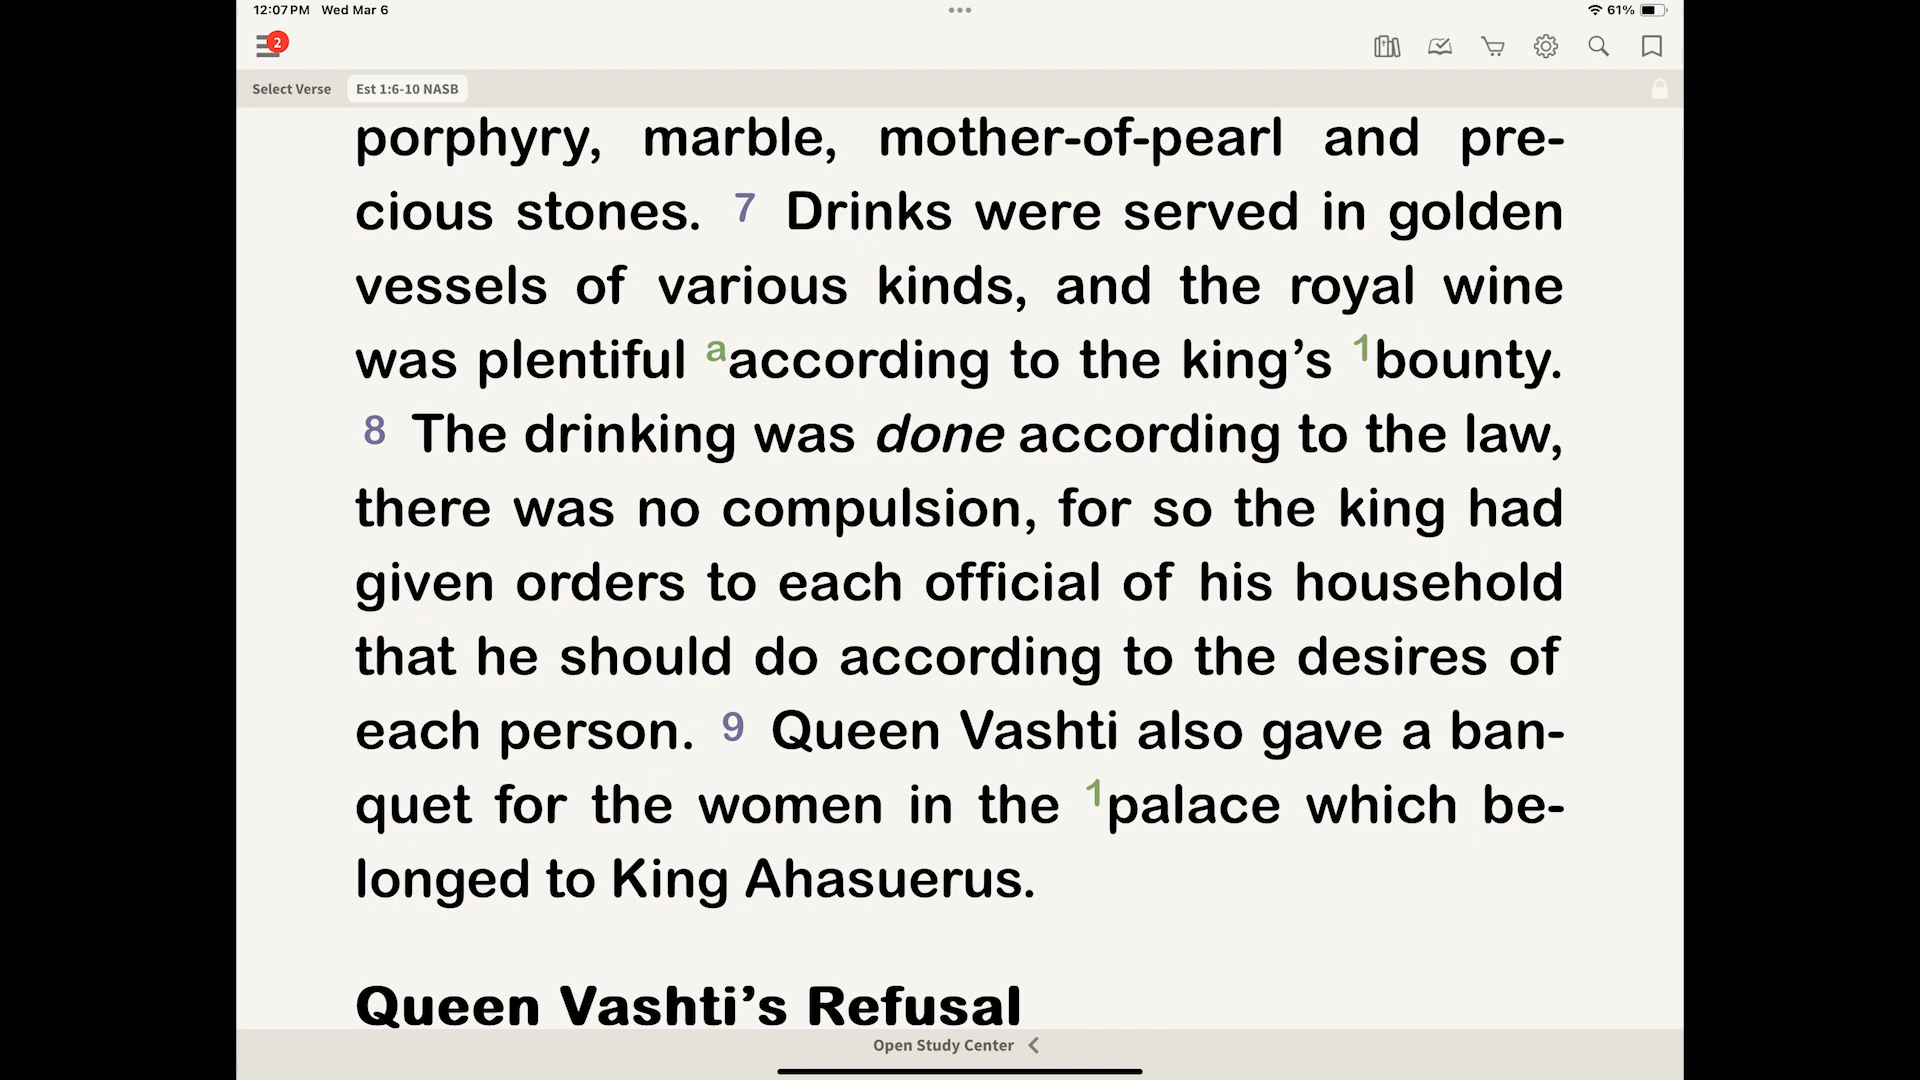 12:07 PM Wed Mar 6
61%
2
Select Verse Est 1:6-10 NASB
porphyry, marble, mother-of-pearl and pre-
cious stones. 7 Drinks were served in golden
vessels of various kinds, and the royal wine
was plentiful aaccording to the king’s 1bounty.
8 The drinking was done according to the law,
there was no compulsion, for so the king had
given orders to each official of his household
that he should do according to the desires of
each person. 9 Queen Vashti also gave a ban-
quet for the women in the 1palace which be-
longed to King Ahasuerus.
Queen Vashti’s Refusal
Open Study Center